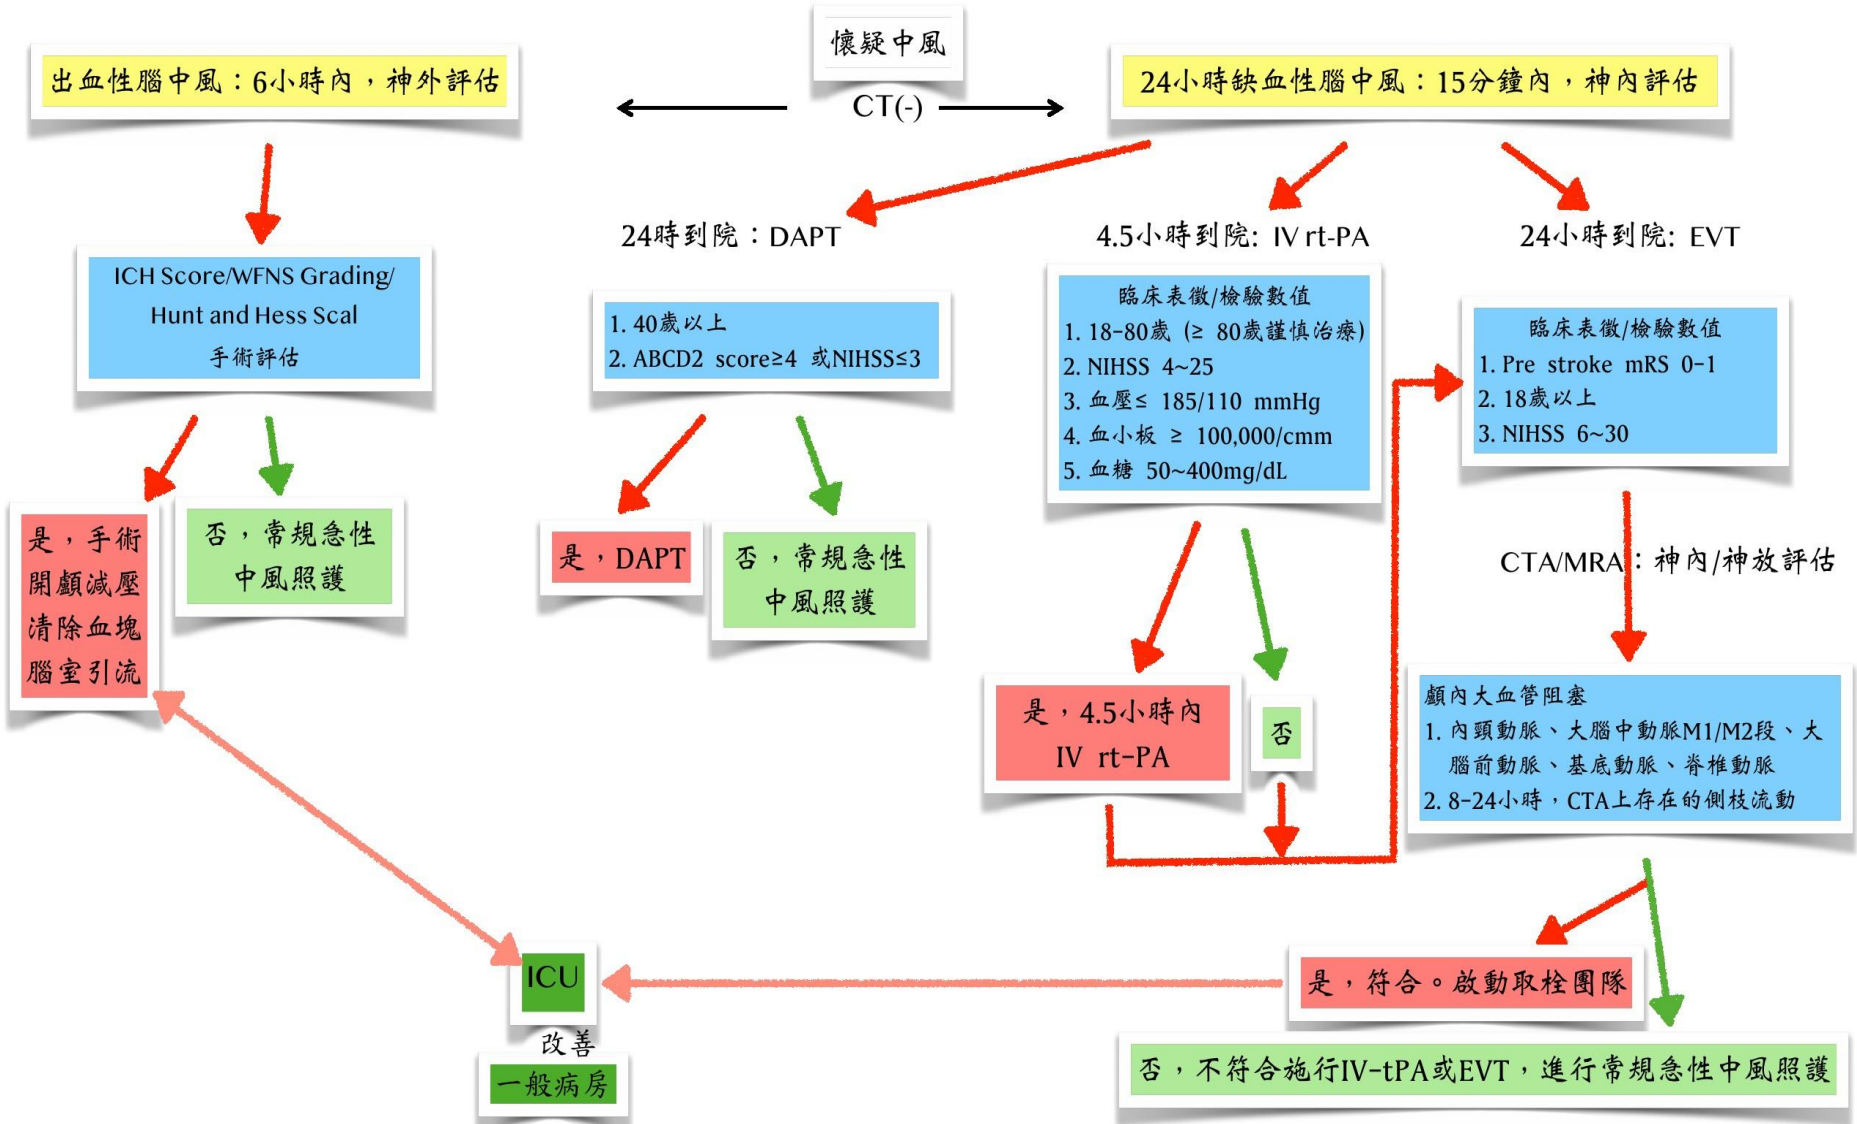 懷疑中風
CT(-)
出血性腦中風：6小時內，神外評估
24小時缺血性腦中風：15分鐘內，神內評估
ICH Score/WFNS Grading/
Hunt and Hess Scal
手術評估
是，手術
開顱減壓
清除血塊
腦室引流
否，常規急性
中風照護
24時到院：DAPT
1. 40歲以上
2. ABCD2 score≥4 或NIHSS≤3
是，DAPT
否，常規急性
中風照護
4.5小時到院: IV rt-PA
臨床表徵/檢驗數值
1. 18-80歲 (≥ 80歲謹慎治療)
2. NIHSS 4~25
3. 血壓≤ 185/110 mmHg
4. 血小板 ≥ 100,000/cmm
5. 血糖 50~400mg/dL
是，4.5小時內
IV rt-PA
否
24小時到院: EVT
臨床表徵/檢驗數值
1. Pre stroke mRS 0-1
2. 18歲以上
3. NIHSS 6~30
CTA/MRA：神內/神放評估
顱內大血管阻塞
1. 內頸動脈、大腦中動脈M1/M2段、大
腦前動脈、基底動脈、脊椎動脈
2. 8-24小時，CTA上存在的側枝流動
是，符合。啟動取栓團隊
否，不符合施行IV-tPA或EVT，進行常規急性中風照護
ICU
改善
一般病房